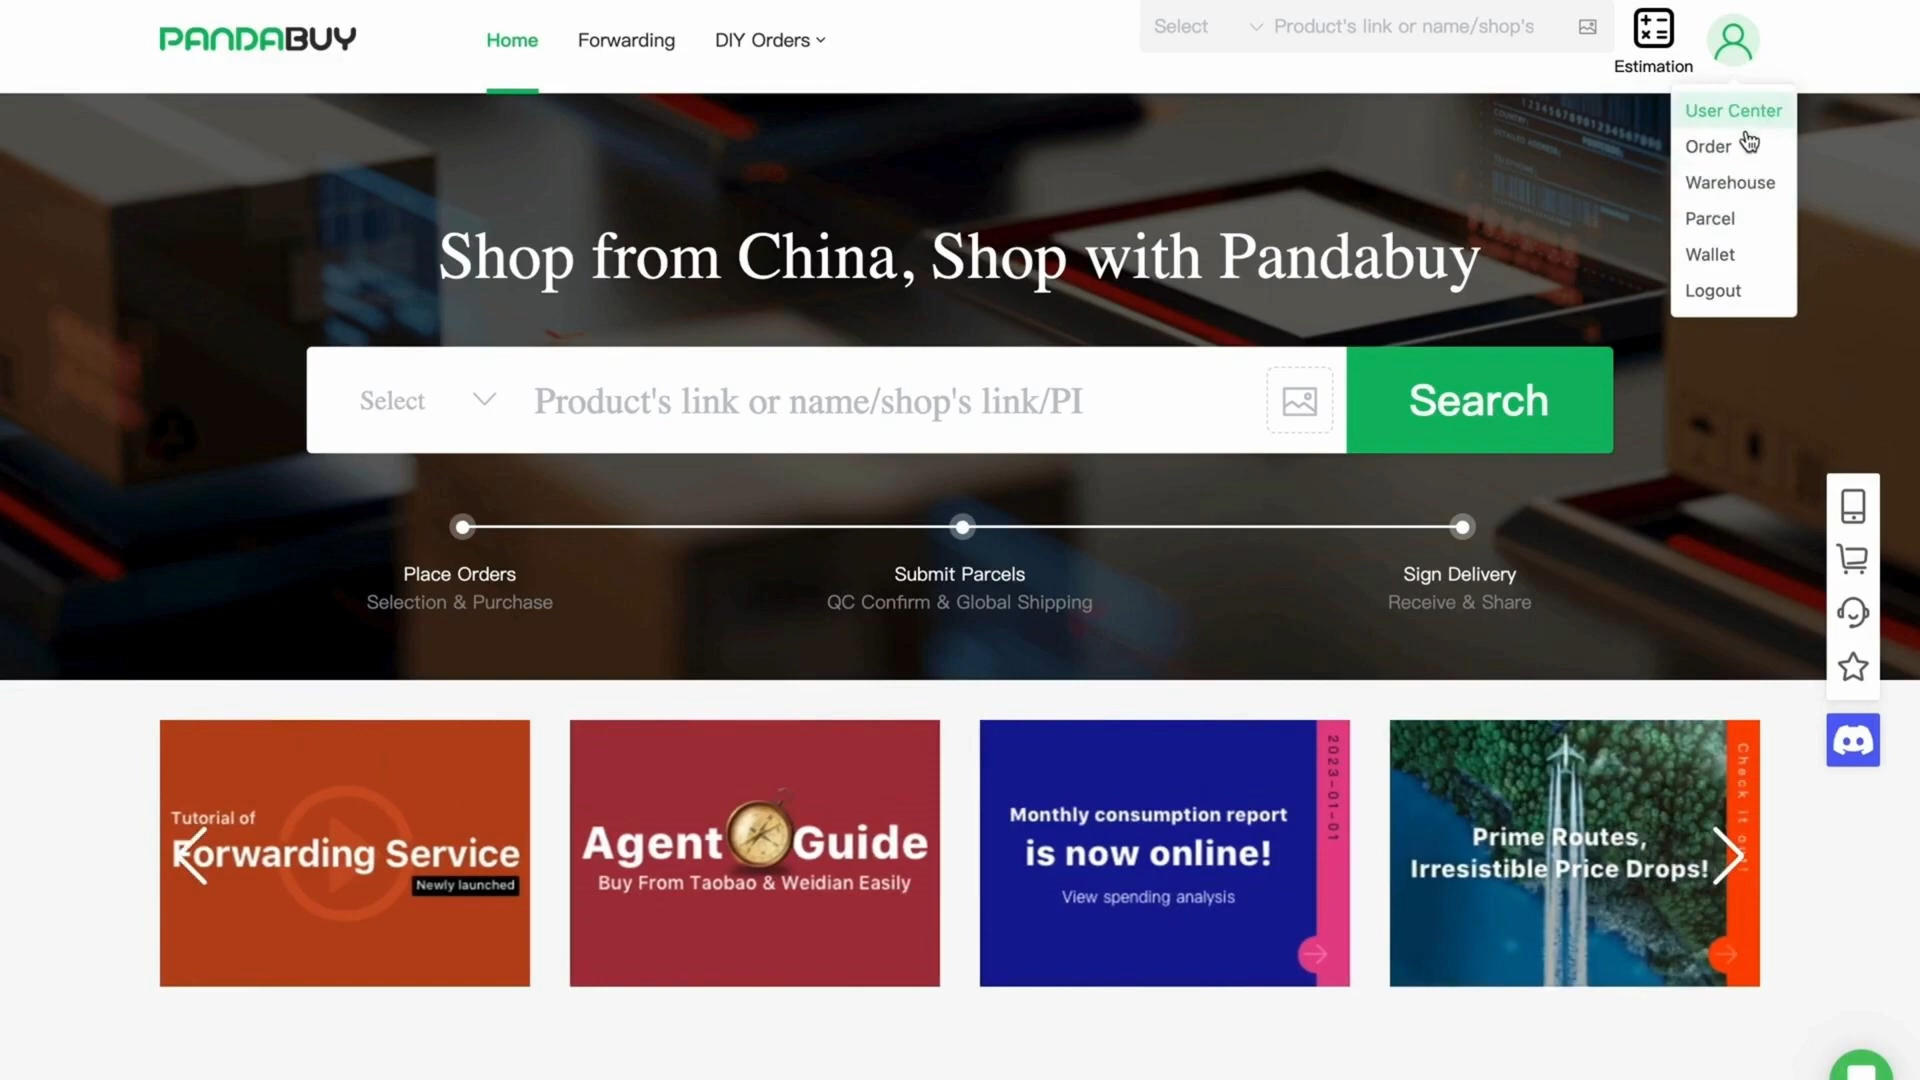 PANDABUY
Home
Forwarding
DIY Orders
Select
Product's link or name/shop's
Estimation
User Center
Order
Warehouse
Parcel
Wallet
Logout
Shop from China, Shop with Pandabuy
Select
Product's link or name/shop's link/PI
Search
Place Orders
Selection & Purchase
Submit Parcels
QC Confirm & Global Shipping
Sign Delivery
Receive & Share
Tutorial of
Forwarding Service
Newly launched
Agent Guide
Buy From Taobao & Weidian Easily
Monthly consumption report
is now online!
View spending analysis
2023-01-01
Prime Routes,
Irresistible Price Drops!
Check it out!